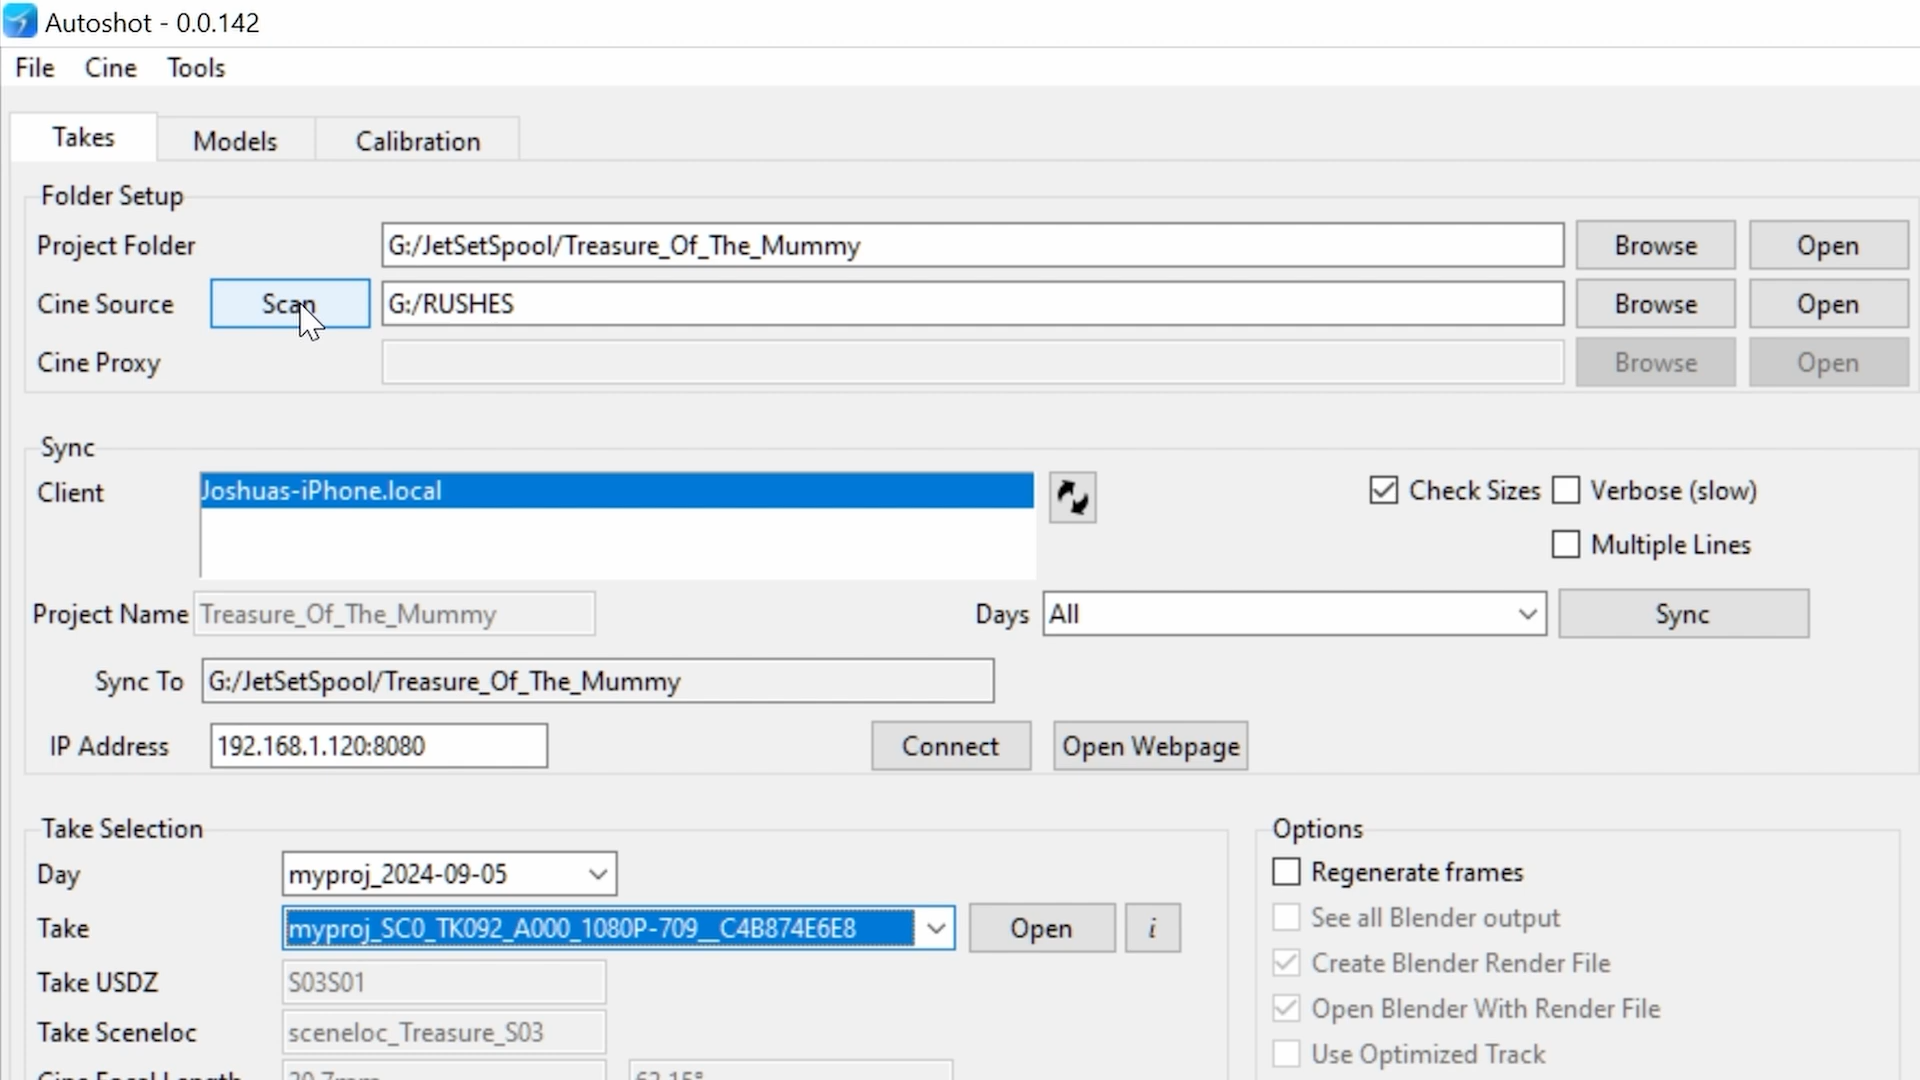 Autoshot - 0.0.142
File Cine Tools
Takes Models Calibration
Folder Setup
Project Folder G:/JetSetSpool/Treasure_Of_The_Mummy Browse Open
Cine Source Scan G:/RUSHES Browse Open
Cine Proxy Browse Open
Sync
Client Joshuas-iPhone.local Check Sizes Verbose (slow)
Multiple Lines
Project Name Treasure_Of_The_Mummy Days All Sync
Sync To G:/JetSetSpool/Treasure_Of_The_Mummy
IP Address 192.168.1.120:8080 Connect Open Webpage
Take Selection Options
Day myproj_2024-09-05 Regenerate frames
Take myproj_SC0_TK092_A000_1080P-709__C4B874E6E8 Open i See all Blender output
Take USDZ S03S01 Create Blender Render File
Take Sceneloc sceneloc_Treasure_S03 Open Blender With Render File
Use Optimized Track
Cine Focal Length